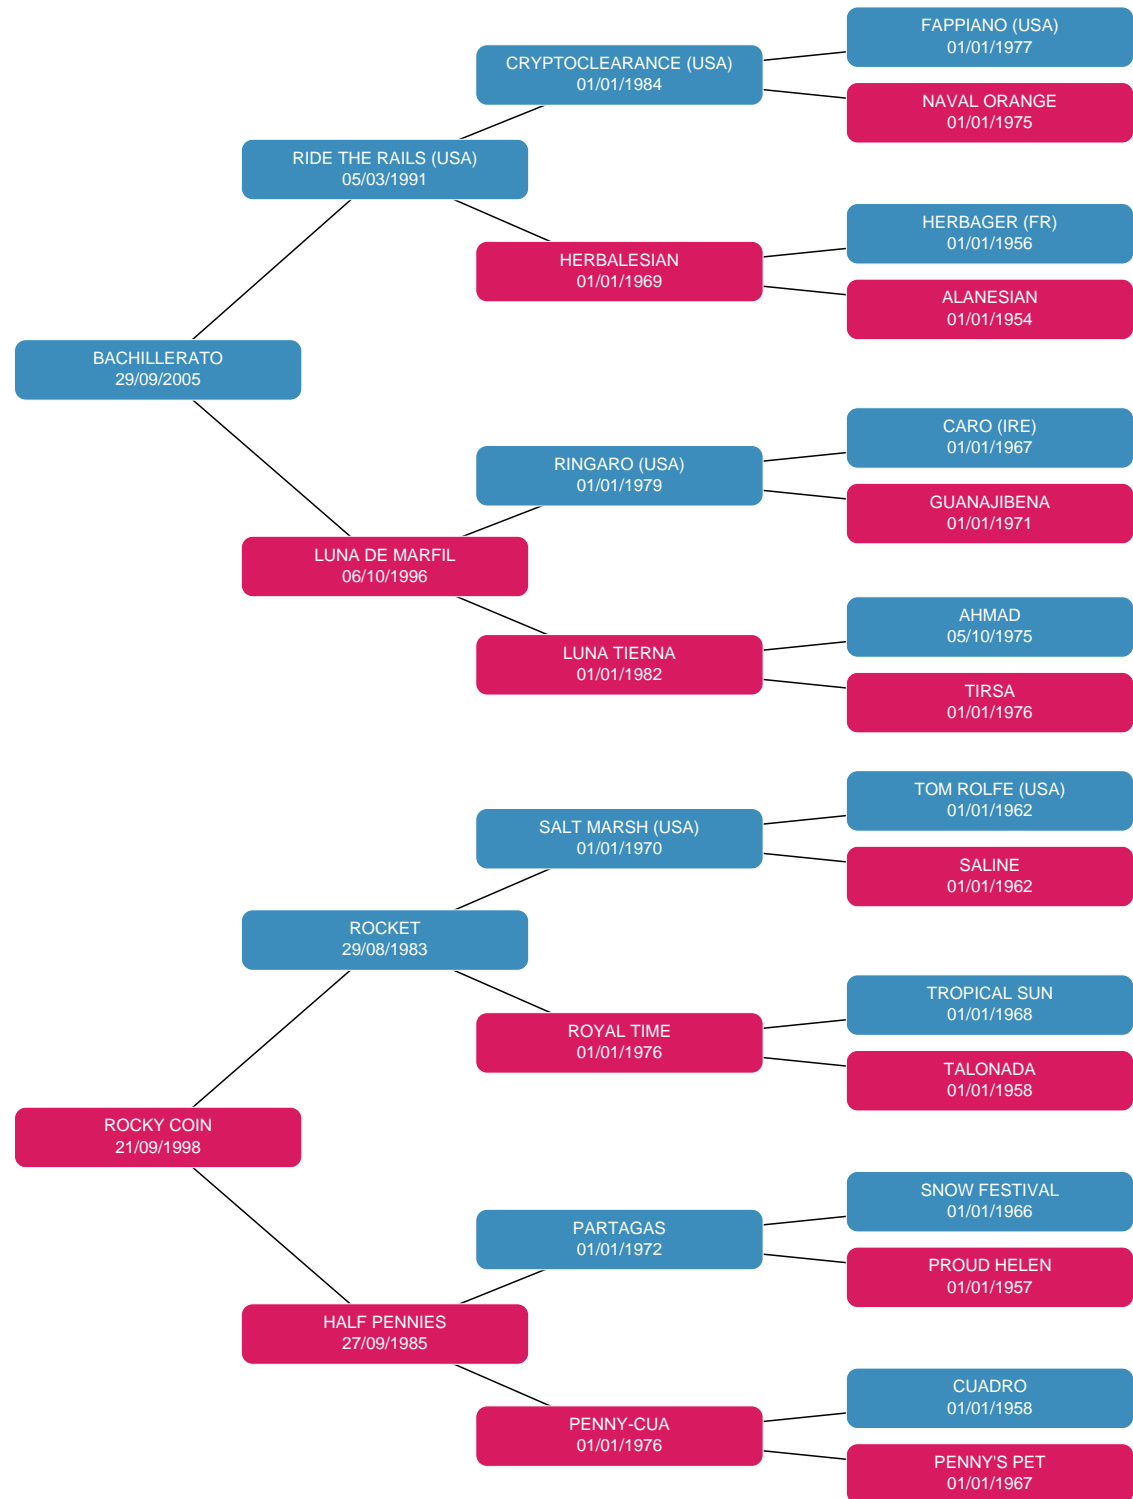 FAPPIANO (USA)
01/01/1977
CRYPTOCLEARANCE (USA)
01/01/1984
NAVAL ORANGE
01/01/1975
RIDE THE RAILS (USA)
05/03/1991
HERBAGER (FR)
01/01/1956
HERBALESIAN
01/01/1969
ALANESIAN
01/01/1954
BACHILLERATO
29/09/2005
CARO (IRE)
01/01/1967
RINGARO (USA)
01/01/1979
GUANAJIBENA
01/01/1971
LUNA DE MARFIL
06/10/1996
AHMAD
05/10/1975
LUNA TIERNA
01/01/1982
TIRSA
01/01/1976
TOM ROLFE (USA)
01/01/1962
SALT MARSH (USA)
01/01/1970
SALINE
01/01/1962
ROCKET
29/08/1983
TROPICAL SUN
01/01/1968
ROYAL TIME
01/01/1976
TALONADA
01/01/1958
ROCKY COIN
21/09/1998
SNOW FESTIVAL
01/01/1966
PARTAGAS
01/01/1972
PROUD HELEN
01/01/1957
HALF PENNIES
27/09/1985
CUADRO
01/01/1958
PENNY-CUA
01/01/1976
PENNY'S PET
01/01/1967